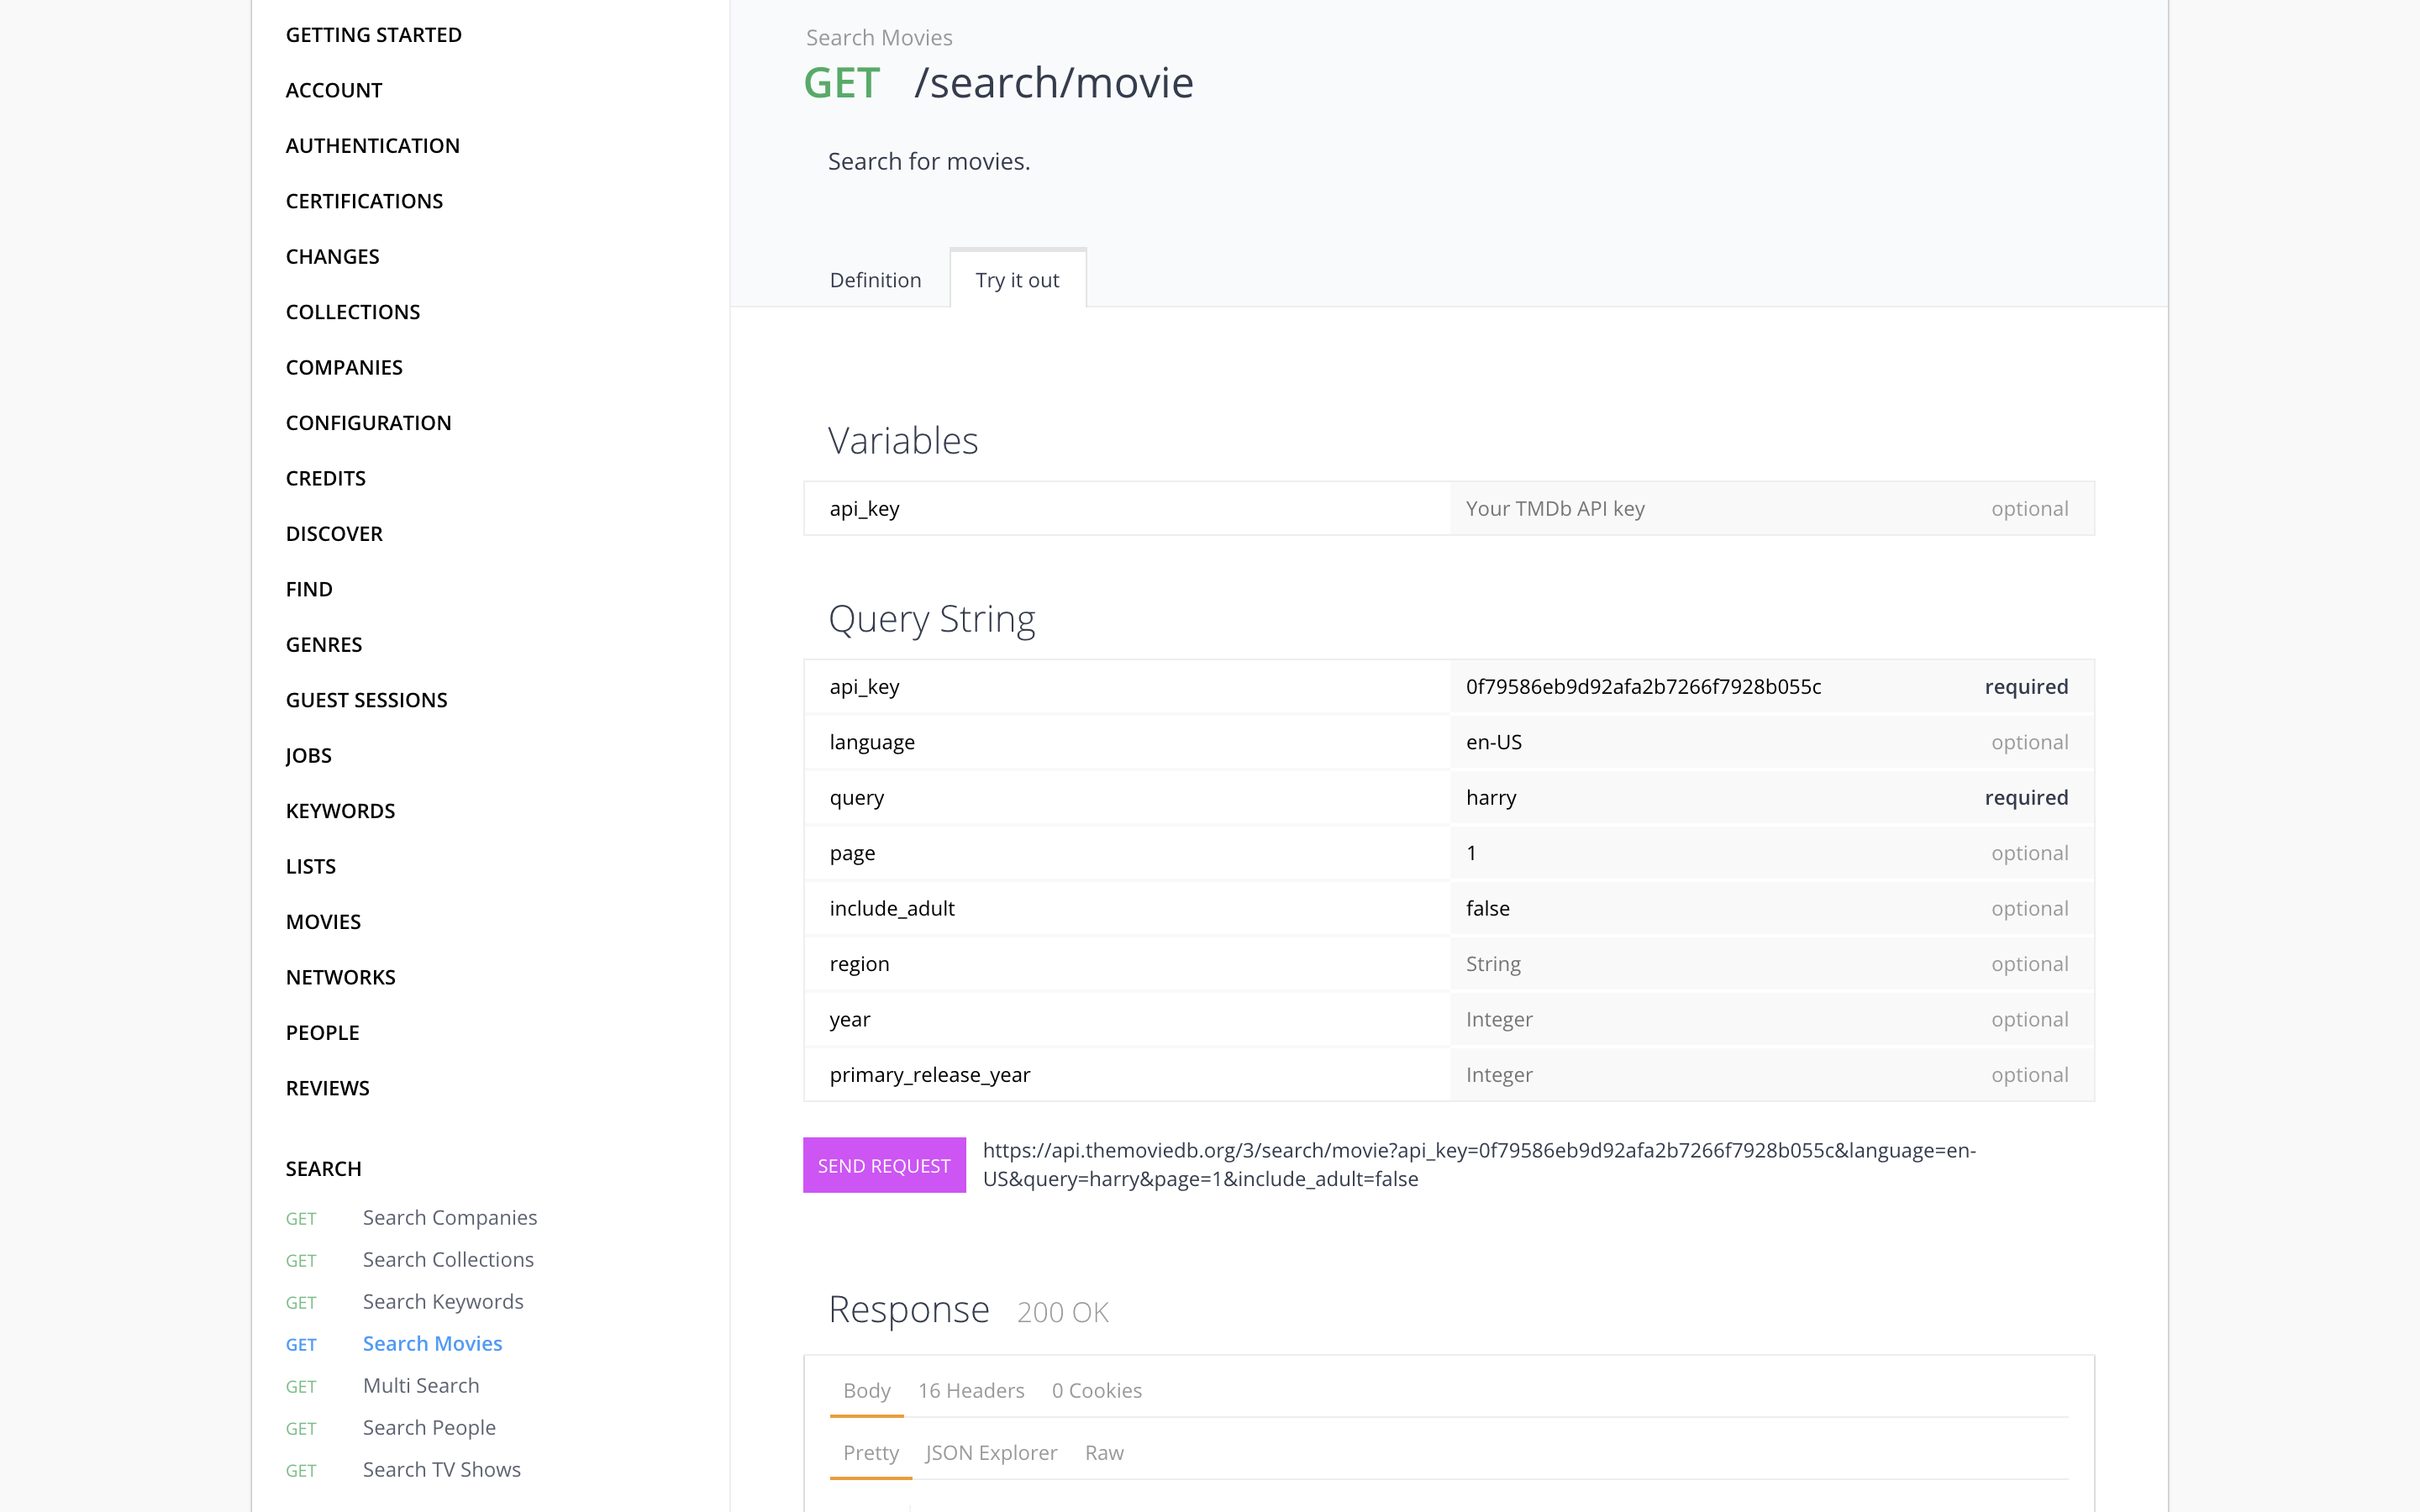 GETTING STARTED
ACCOUNT
AUTHENTICATION
CERTIFICATIONS
CHANGES
COLLECTIONS
COMPANIES
CONFIGURATION
CREDITS
DISCOVER
FIND
GENRES
GUEST SESSIONS
JOBS
KEYWORDS
LISTS
MOVIES
NETWORKS
PEOPLE
REVIEWS
SEARCH
GET Search Companies
GET Search Collections
GET Search Keywords
GET Search Movies
GET Multi Search
GET Search People
GET Search TV Shows
Search Movies
GET /search/movie
Search for movies.
Definition Try it out
Variables
api_key Your TMDb API key optional
Query String
api_key 0f79586eb9d92afa2b7266f7928b055c required
language en-US optional
query harry required
page 1 optional
include_adult false optional
region String optional
year Integer optional
primary_release_year Integer optional
SEND REQUEST https://api.themoviedb.org/3/search/movie?api_key=0f79586eb9d92afa2b7266f7928b055c&language=en-
US&query=harry&page=1&include_adult=false
Response 200 OK
Body 16 Headers 0 Cookies
Pretty JSON Explorer Raw